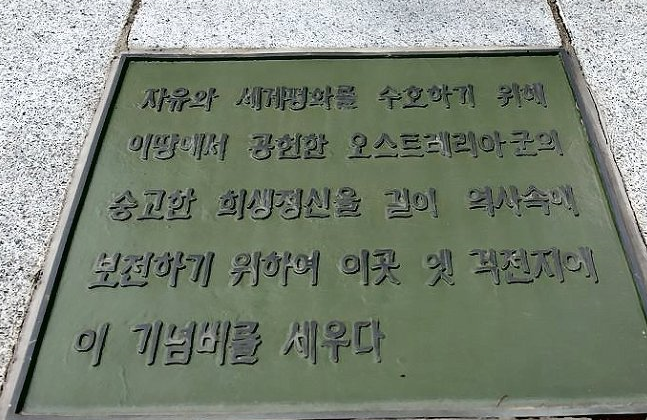 자유와 세계평화를 수호하기 위해
이땅에서 공헌한 오스트레리아군의
숭고한 희생정신을 길이 역사속에
보전하기 위하여 이곳 옛 격전지에
이 기념비를 세우다